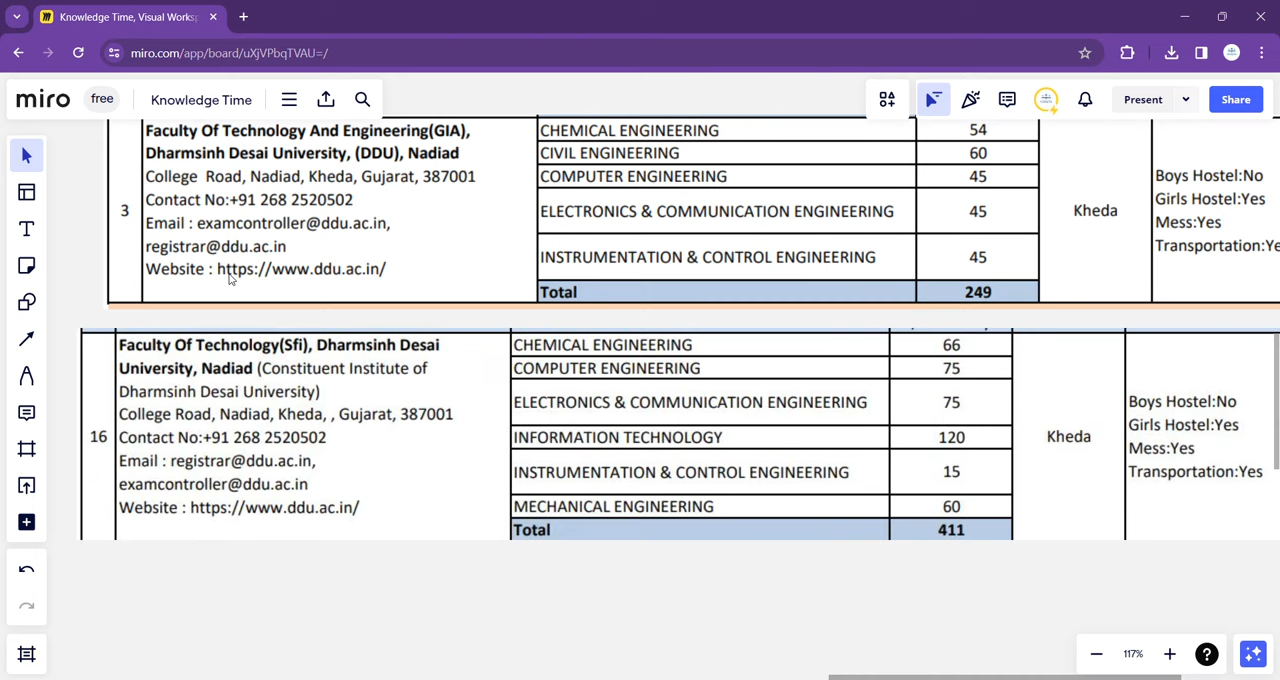 Knowledge Time, Visual Works
miro.com/app/board/uXjVPbqTVAU=/
miro free Knowledge Time Present Share
3
Faculty Of Technology And Engineering(GIA),
Dharmsinh Desai University, (DDU), Nadiad
College Road, Nadiad, Kheda, Gujarat, 387001
Contact No:+91 268 2520502
Email : examcontroller@ddu.ac.in,
registrar@ddu.ac.in
Website : https://www.ddu.ac.in/
CHEMICAL ENGINEERING 54
CIVIL ENGINEERING 60
COMPUTER ENGINEERING 45
ELECTRONICS & COMMUNICATION ENGINEERING 45
INSTRUMENTATION & CONTROL ENGINEERING 45
Total 249
Kheda
Boys Hostel:No
Girls Hostel:Yes
Mess:Yes
Transportation:Ye
16
Faculty Of Technology(Sfi), Dharmsinh Desai
University, Nadiad (Constituent Institute of
Dharmsinh Desai University)
College Road, Nadiad, Kheda, , Gujarat, 387001
Contact No:+91 268 2520502
Email : registrar@ddu.ac.in,
examcontroller@ddu.ac.in
Website : https://www.ddu.ac.in/
CHEMICAL ENGINEERING 66
COMPUTER ENGINEERING 75
ELECTRONICS & COMMUNICATION ENGINEERING 75
INFORMATION TECHNOLOGY 120
INSTRUMENTATION & CONTROL ENGINEERING 15
MECHANICAL ENGINEERING 60
Total 411
Kheda
Boys Hostel:No
Girls Hostel:Yes
Mess:Yes
Transportation:Yes
117%